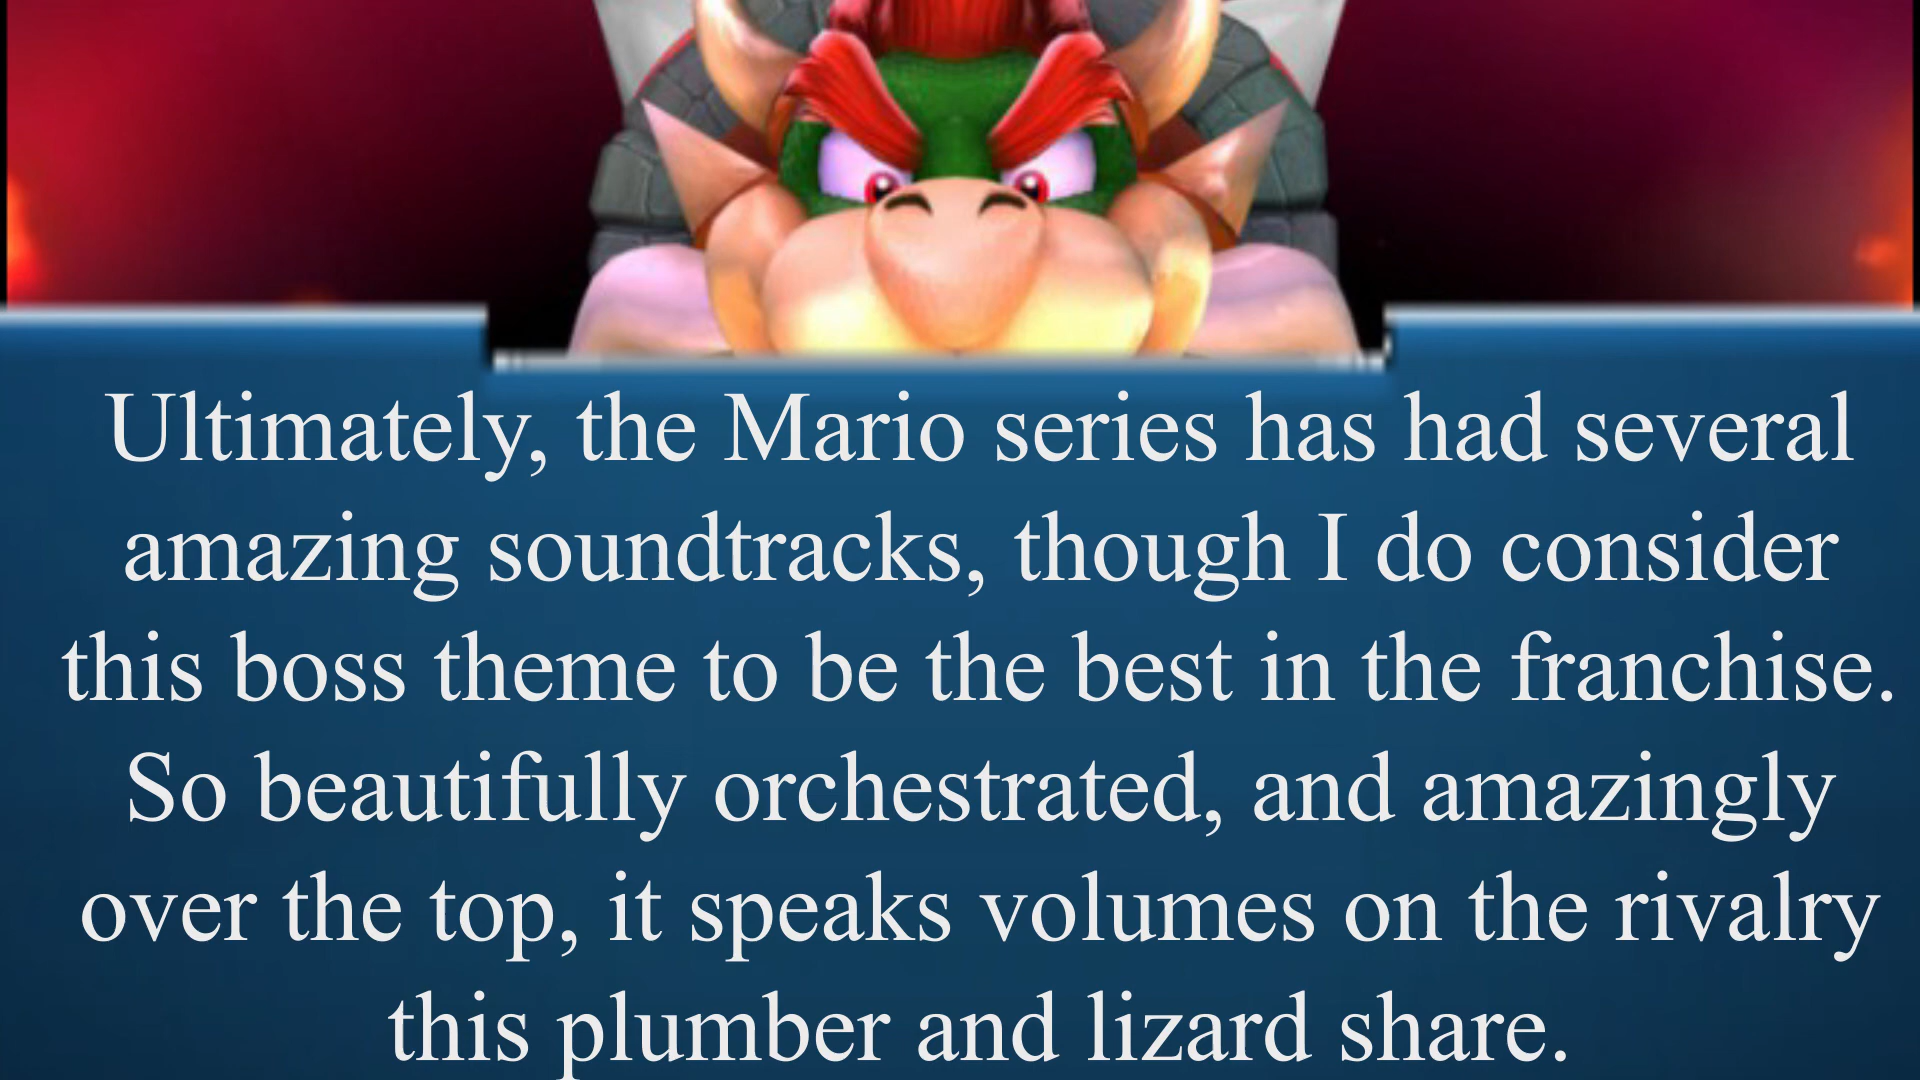 Ultimately, the Mario series has had several
amazing soundtracks, though I do consider
this boss theme to be the best in the franchise.
So beautifully orchestrated, and amazingly
over the top, it speaks volumes on the rivalry
this plumber and lizard share.